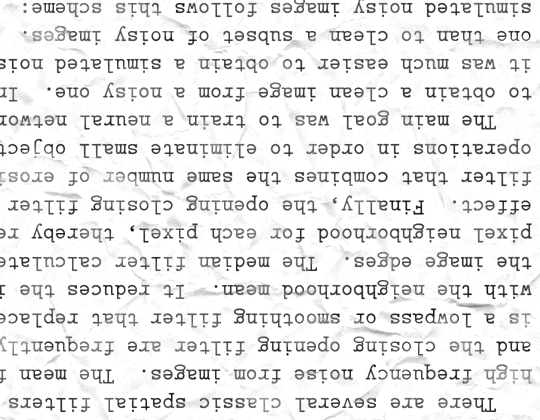 There are several classic spatial filters
high frequency noise from images. The mean f
and the closing opening filter are frequently
is a lowpass or smoothing filter that replace
with the neighborhood mean. It reduces the i
the image edges. The median filter calculate
pixel neighborhood for each pixel, thereby re
effect. Finally, the opening closing filter
filter that combines the same number of erosi
operations in order to eliminate small object
The main goal was to train a neural networ
to obtain a clean image from a noisy one. In
it was much easier to obtain a simulated nois
one than to clean a subset of noisy images.
simulated noisy images follows this scheme: